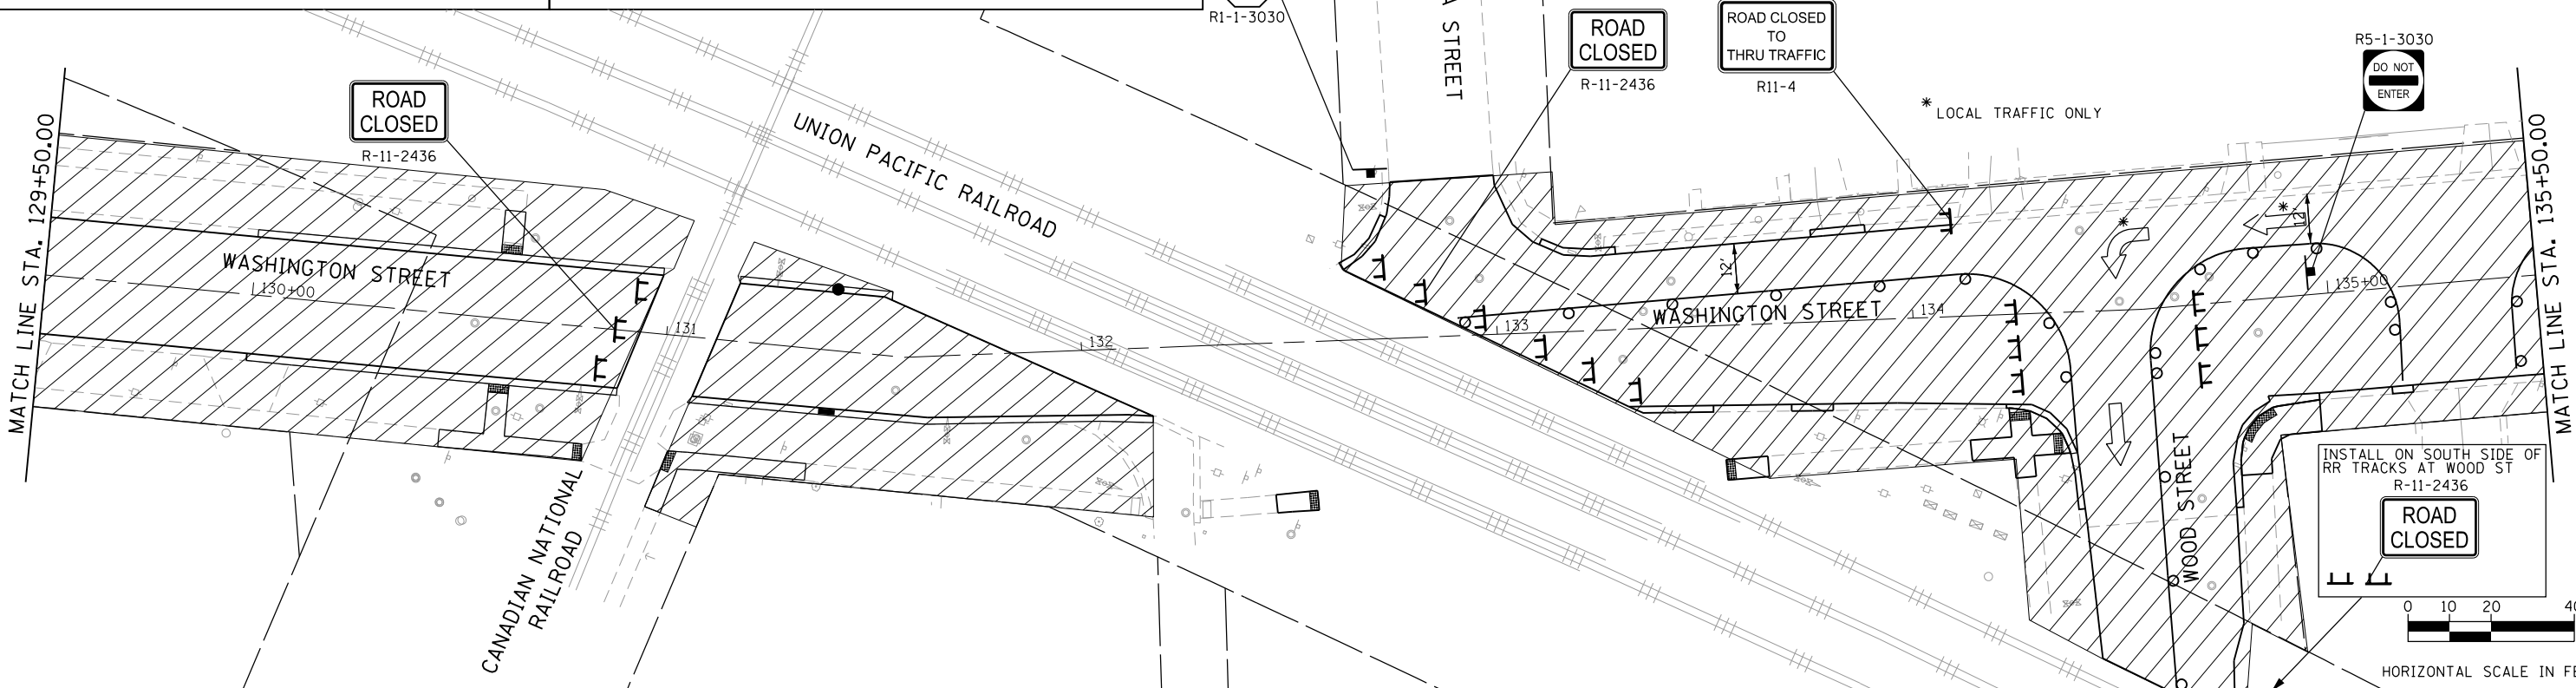 R1-1-3030
A STREET
ROAD
CLOSED
R-11-2436
ROAD CLOSED
TO
THRU TRAFFIC
R11-4
* LOCAL TRAFFIC ONLY
R5-1-3030
DO NOT
ENTER
ROAD
CLOSED
R-11-2436
MATCH LINE STA. 129+50.00
UNION PACIFIC RAILROAD
WASHINGTON STREET
130+00
131
132
133
134
135+00
12'
12'
*
*
WASHINGTON STREET
MATCH LINE STA. 135+50.00
CANADIAN NATIONAL
RAILROAD
WOOD STREET
INSTALL ON SOUTH SIDE OF
RR TRACKS AT WOOD ST
R-11-2436
ROAD
CLOSED
0 10 20 40
HORIZONTAL SCALE IN